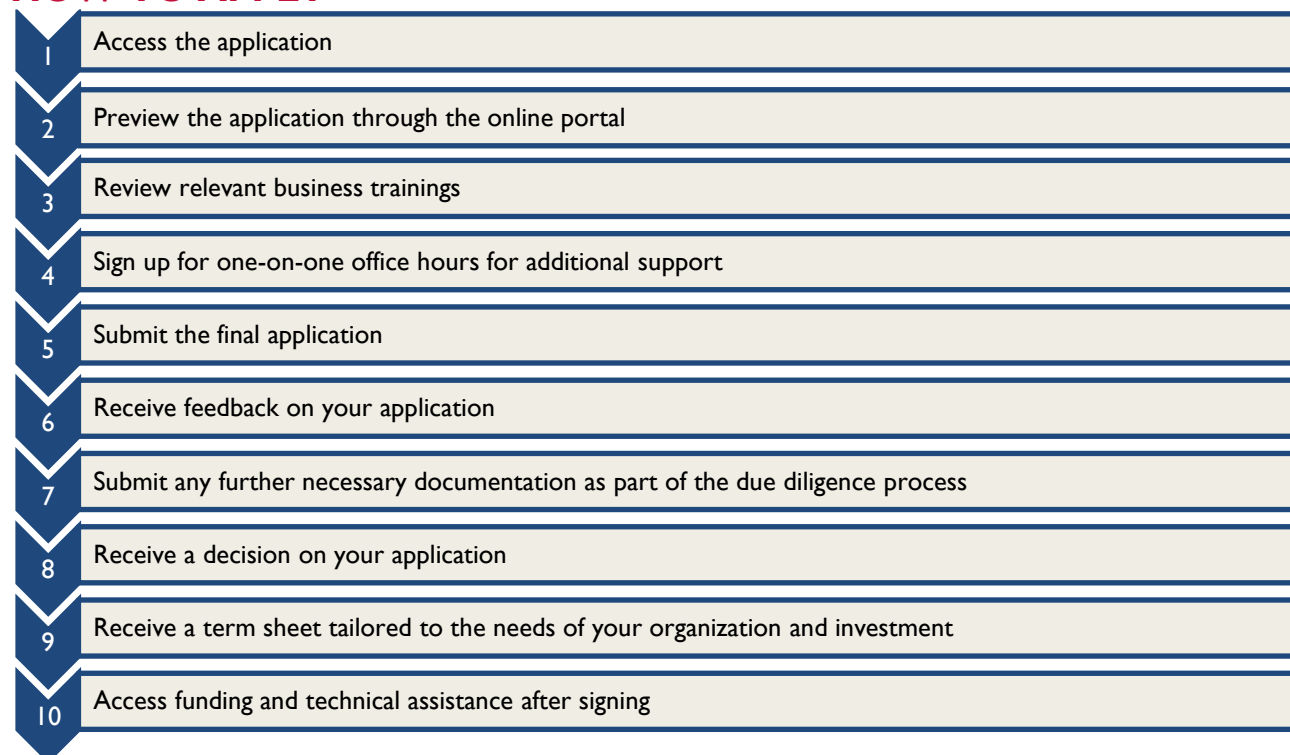 HOW TO APPLY
1 Access the application
2 Preview the application through the online portal
3 Review relevant business trainings
4 Sign up for one-on-one office hours for additional support
5 Submit the final application
6 Receive feedback on your application
7 Submit any further necessary documentation as part of the due diligence process
8 Receive a decision on your application
9 Receive a term sheet tailored to the needs of your organization and investment
10 Access funding and technical assistance after signing